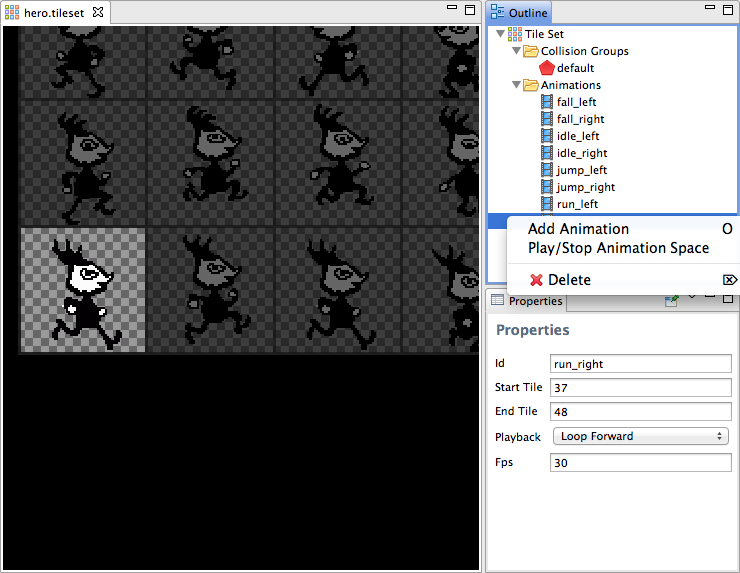 hero.tileset
Outline
Tile Set
Collision Groups
default
Animations
fall_left
fall_right
idle_left
idle_right
jump_left
jump_right
run_left
Add Animation O
Play/Stop Animation Space
Delete
Properties
Properties
Id run_right
Start Tile 37
End Tile 48
Playback Loop Forward
Fps 30